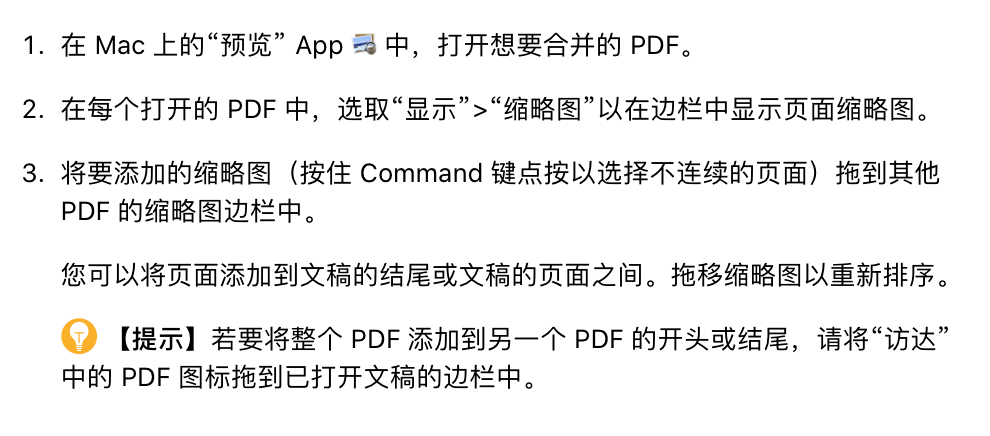 1. 在 Mac 上的“预览” App 中，打开想要合并的 PDF。
2. 在每个打开的 PDF 中，选取“显示”>“缩略图”以在边栏中显示页面缩略图。
3. 将要添加的缩略图（按住 Command 键点按以选择不连续的页面）拖到其他
PDF 的缩略图边栏中。
您可以将页面添加到文稿的结尾或文稿的页面之间。拖移缩略图以重新排序。
【提示】若要将整个 PDF 添加到另一个 PDF 的开头或结尾，请将“访达”
中的 PDF 图标拖到已打开文稿的边栏中。